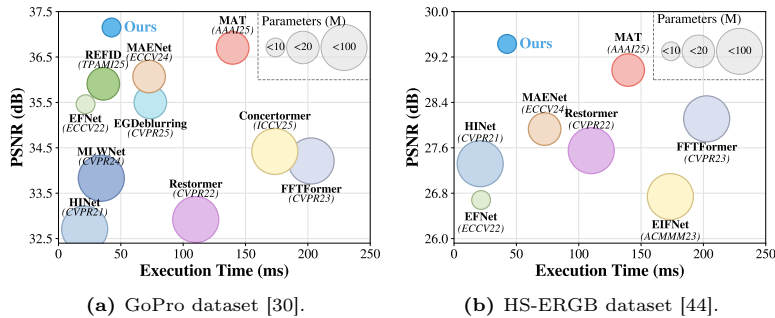 37.5
36.5
35.5
34.5
33.5
32.5
PSNR (dB)
0
50
100
150
200
250
Execution Time (ms)
Ours
REFID
(TPAMI25)
MAENet
(ECCV24)
MAT
(AAAI25)
EFNet
(ECCV22)
EGDeblurring
(CVPR25)
MLWNet
(CVPR24)
Concertormer
(ICCV25)
FFTFormer
(CVPR23)
HINet
(CVPR21)
Restormer
(CVPR22)
Parameters (M)
<10
<20
<100
(a) GoPro dataset [30].
30.0
29.2
28.4
27.6
26.8
26.0
PSNR (dB)
0
50
100
150
200
250
Execution Time (ms)
Ours
MAT
(AAAI25)
MAENet
(ECCV24)
Restormer
(CVPR22)
HINet
(CVPR21)
FFTFormer
(CVPR23)
EFNet
(ECCV22)
EIFNet
(ACMMM23)
Parameters (M)
<10
<20
<100
(b) HS-ERGB dataset [44].